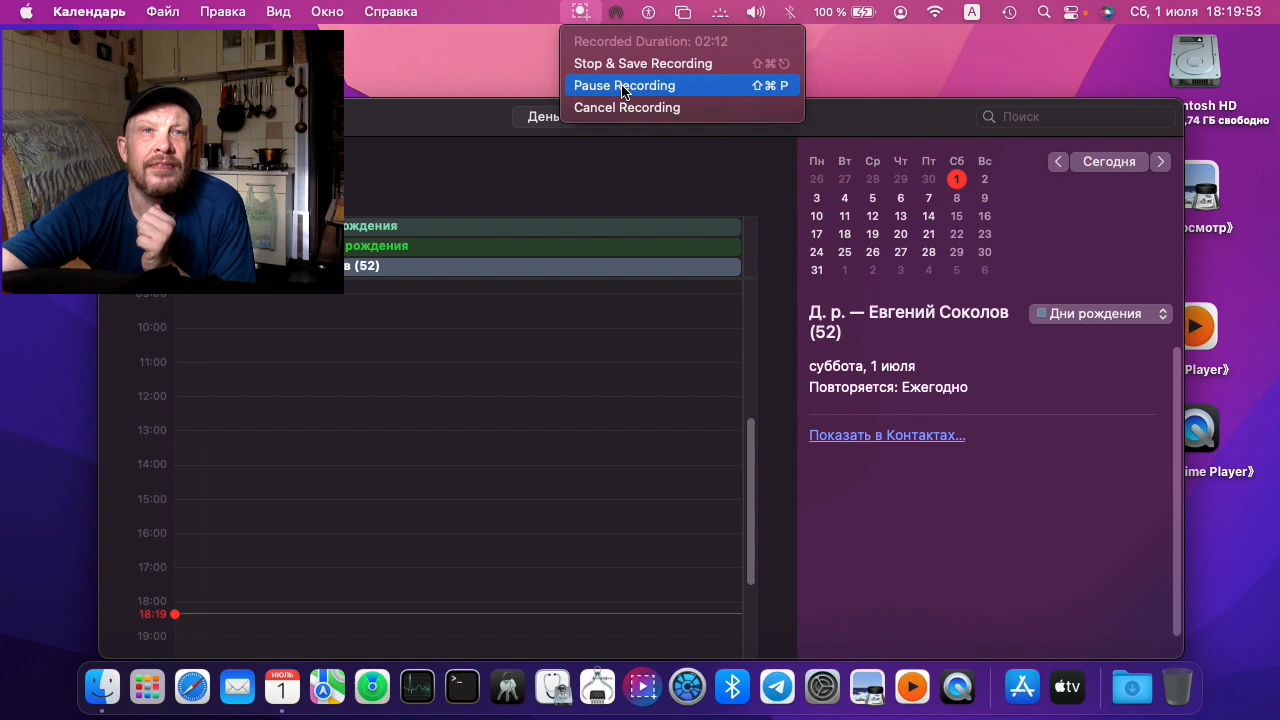 Календарь Файл Правка Вид Окно Справка 100 % A Сб, 1 июля 18:19:53
Recorded Duration: 02:12
Stop & Save Recording ⇧⌘⎋
Pause Recording ⇧⌘ P
Cancel Recording
День
Поиск
ntosh HD
,74 ГБ свободно
Пн Вт Ср Чт Пт Сб Вс
26 27 28 29 30 1 2
3 4 5 6 7 8 9
10 11 12 13 14 15 16
17 18 19 20 21 22 23
24 25 26 27 28 29 30
31 1 2 3 4 5 6
Сегодня
осмотр》
ождения
рождения
в (52)
10:00
11:00
12:00
13:00
14:00
15:00
16:00
17:00
18:00
18:19
19:00
Д. р. — Евгений Соколов
(52)
Дни рождения
суббота, 1 июля
Повторяется: Ежегодно
Показать в Контактах...
Player》
ime Player》
ИЮЛЬ
1
tv